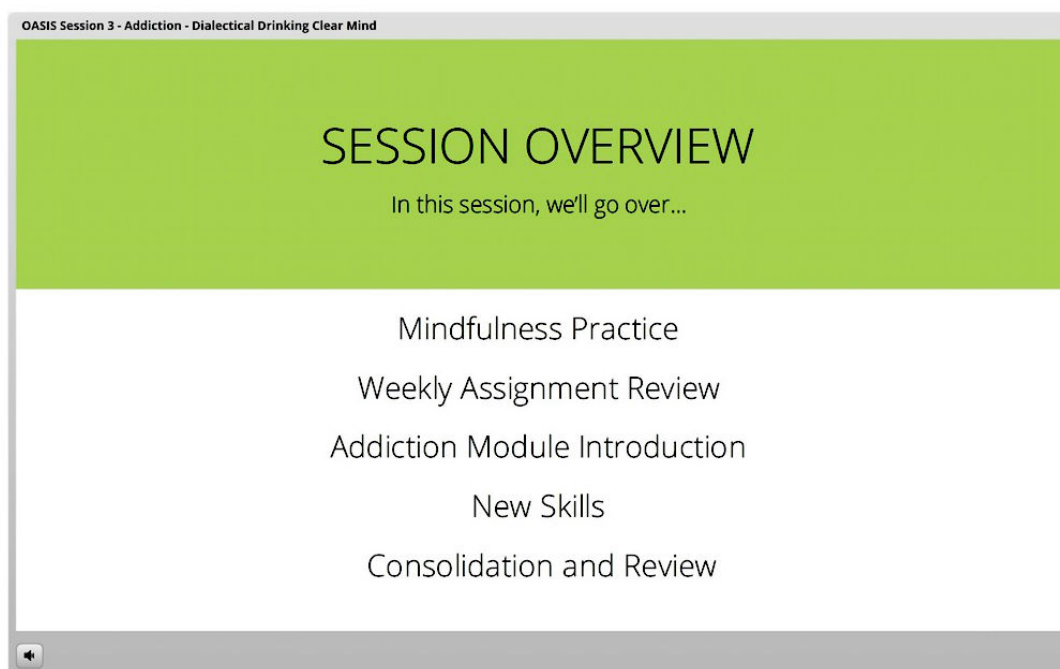 OASIS Session 3 - Addiction - Dialectical Drinking Clear Mind
SESSION OVERVIEW
In this session, we'll go over...
Mindfulness Practice
Weekly Assignment Review
Addiction Module Introduction
New Skills
Consolidation and Review